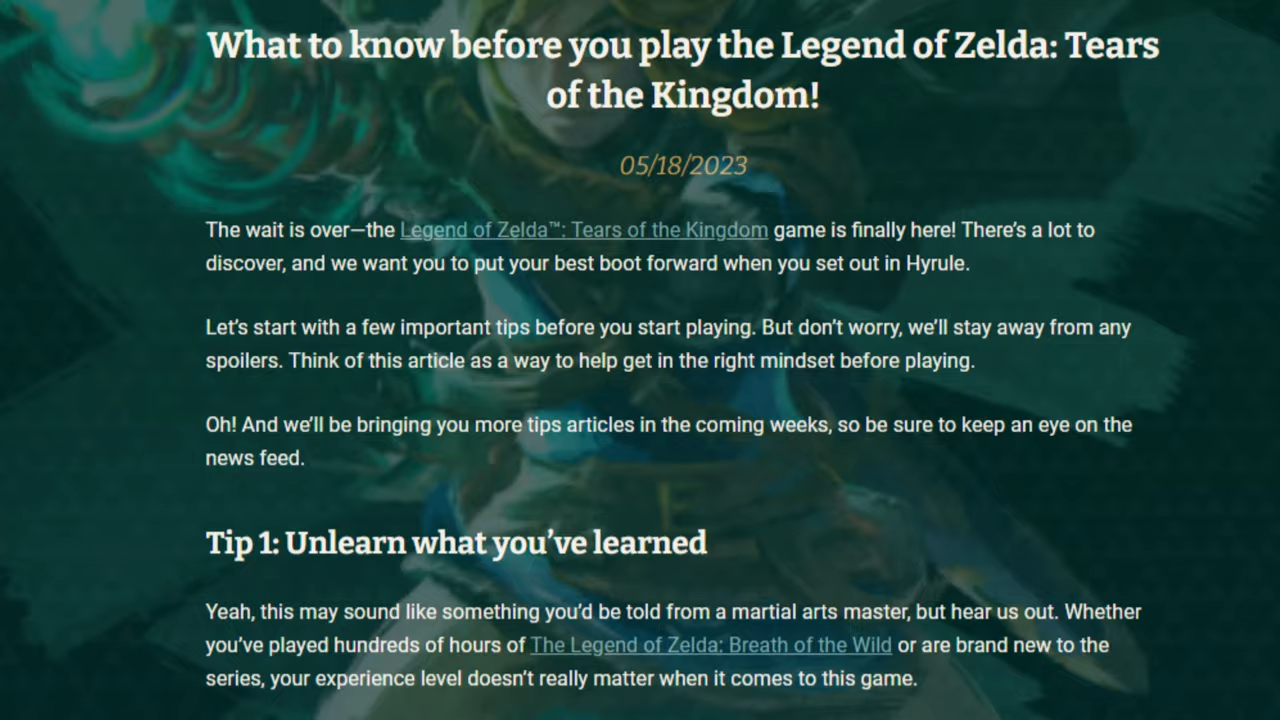 What to know before you play the Legend of Zelda: Tears
of the Kingdom!
05/18/2023
The wait is over—the Legend of Zelda™: Tears of the Kingdom game is finally here! There’s a lot to
discover, and we want you to put your best boot forward when you set out in Hyrule.
Let’s start with a few important tips before you start playing. But don’t worry, we’ll stay away from any
spoilers. Think of this article as a way to help get in the right mindset before playing.
Oh! And we’ll be bringing you more tips articles in the coming weeks, so be sure to keep an eye on the
news feed.
Tip 1: Unlearn what you’ve learned
Yeah, this may sound like something you’d be told from a martial arts master, but hear us out. Whether
you’ve played hundreds of hours of The Legend of Zelda: Breath of the Wild or are brand new to the
series, your experience level doesn’t really matter when it comes to this game.